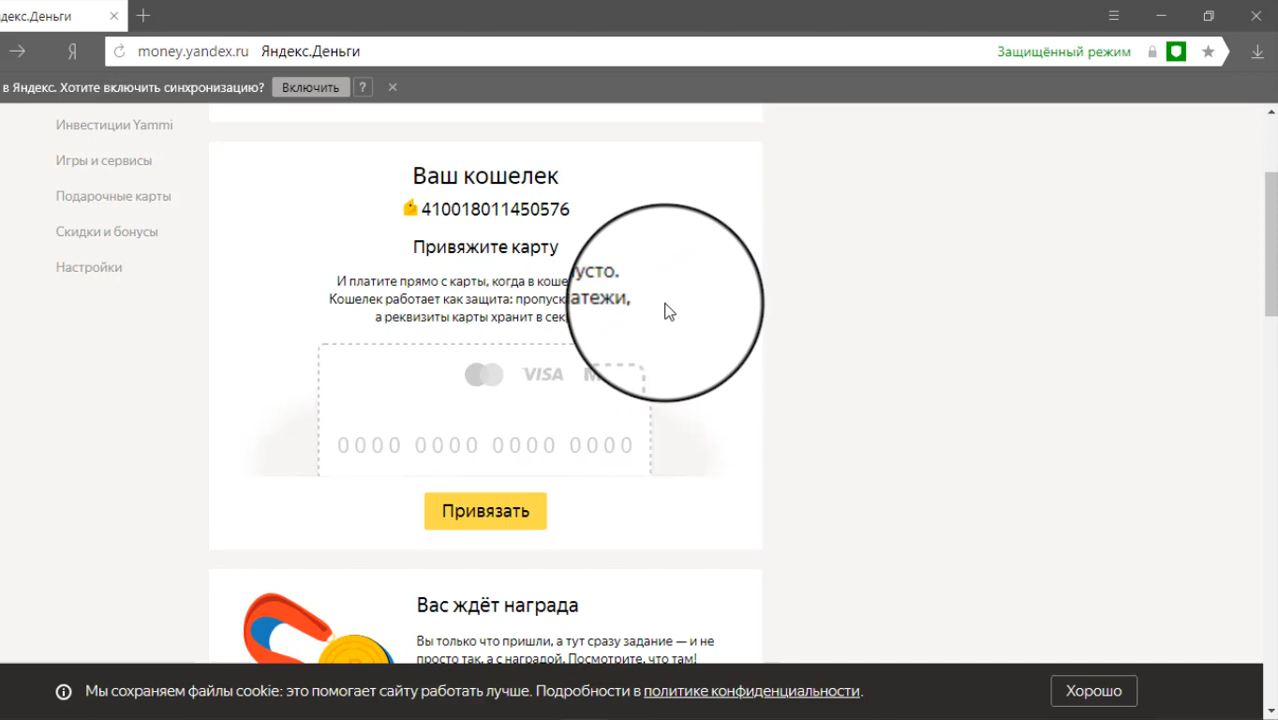 декс.Деньги
money.yandex.ru Яндекс.Деньги
Защищённый режим
в Яндекс. Хотите включить синхронизацию? Включить ?
Инвестиции Yammi
Игры и сервисы
Подарочные карты
Скидки и бонусы
Настройки
Ваш кошелек
410018011450576
Привяжите карту
И платите прямо с карты, когда в коше усто.
Кошелек работает как защита: пропуск атежи,
а реквизиты карты хранит в сек
VISA
0000 0000 0000 0000
Привязать
Вас ждёт награда
Вы только что пришли, а тут сразу задание — и не
просто так, а с наградой. Посмотрите, что там!
Мы сохраняем файлы cookie: это помогает сайту работать лучше. Подробности в политике конфиденциальности.
Хорошо